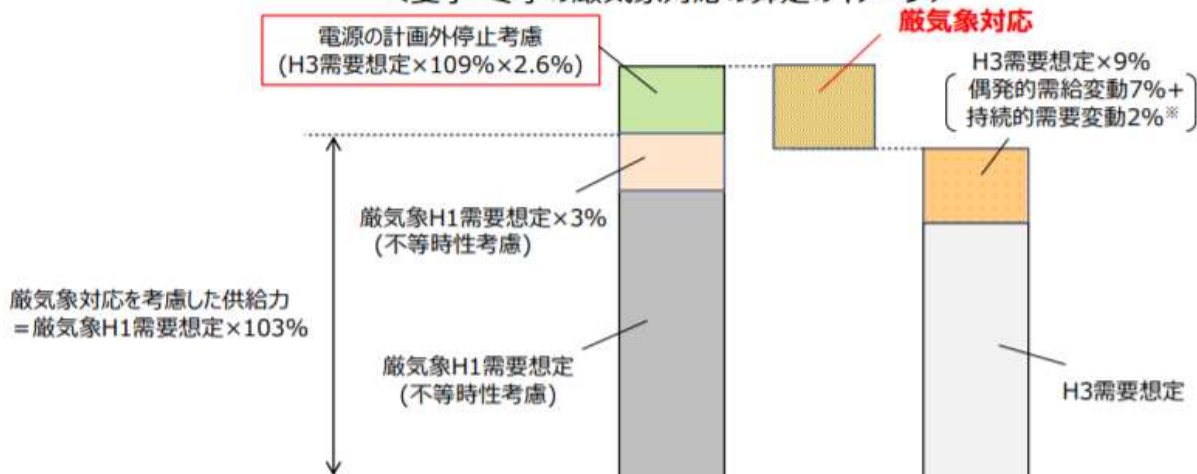 厳気象対応
電源の計画外停止考慮
(H3需要想定×109%×2.6%)
H3需要想定×9%
偶発的需給変動7%+
持続的需要変動2%※
厳気象H1需要想定×3%
(不等時性考慮)
厳気象対応を考慮した供給力
=厳気象H1需要想定×103%
厳気象H1需要想定
(不等時性考慮)
H3需要想定